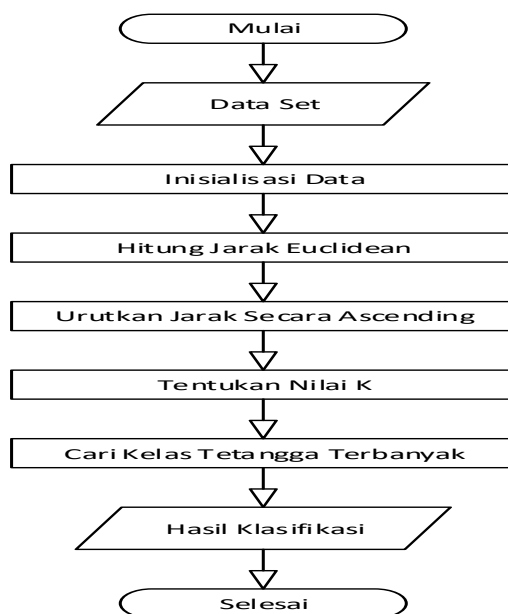 Mulai
Data Set
Inisialisasi Data
Hitung Jarak Euclidean
Urutkan Jarak Secara Ascending
Tentukan Nilai K
Cari Kelas Tetangga Terbanyak
Hasil Klasifikasi
Selesai